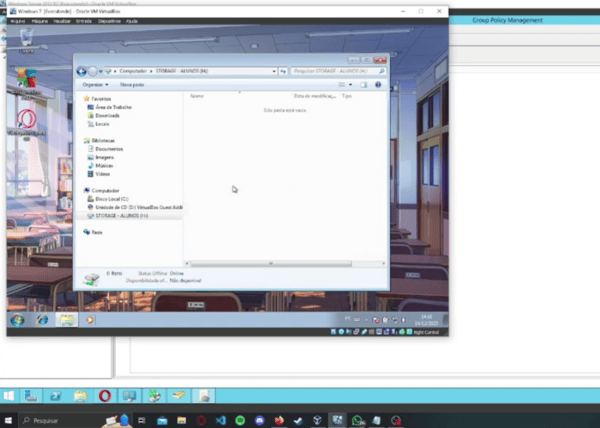 Windows 7 [Executando] - Oracle VM VirtualBox
Arquivo Máquina Visualizar Entrada Dispositivos Ajuda
Group Policy Management
Computador STORAGE - ALUNOS (H:)
Pesquisar STORAGE - ALUNOS (H:)
Organizar Nova pasta
Favoritos
Área de Trabalho
Downloads
Locais
Bibliotecas
Documentos
Imagens
Músicas
Vídeos
Computador
Disco Local (C:)
Unidade de CD (D:) VirtualBox Guest Addi
STORAGE - ALUNOS (H:)
Rede
Nome Data de modificaç... Tipo
Esta pasta está vazia.
0 itens Status Offline: Online
Disponibilidade of... Não disponível
PT
Right Control
Pesquisar